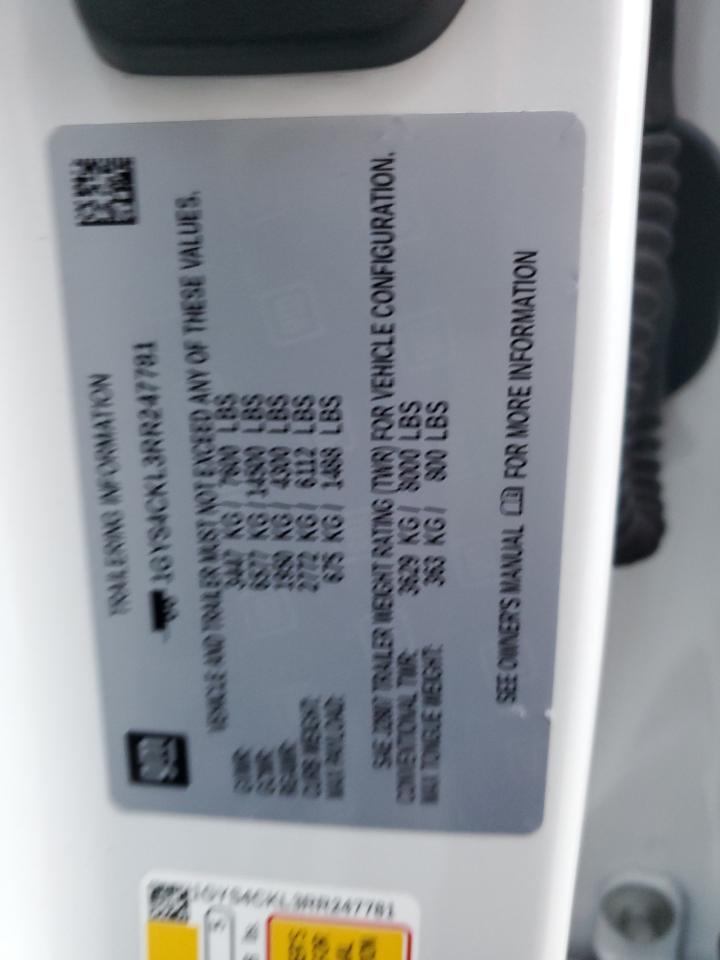 TRAILERING INFORMATION
1GYS4CKL3RR247781
VEHICLE AND TRAILER MUST NOT EXCEED ANY OF THESE VALUES.
GVWR: 3447 KG / 7600 LBS
GCWR: 6577 KG / 14500 LBS
RGAWR: 1950 KG / 4300 LBS
CURB WEIGHT: 2772 KG / 6112 LBS
MAX PAYLOAD: 675 KG / 1488 LBS
SAE J2807 TRAILER WEIGHT RATING (TWR) FOR VEHICLE CONFIGURATION.
CONVENTIONAL TWR: 3629 KG / 8000 LBS
MAX TONGUE WEIGHT: 363 KG / 800 LBS
SEE OWNER'S MANUAL FOR MORE INFORMATION
1GYS4CKL3RR247781